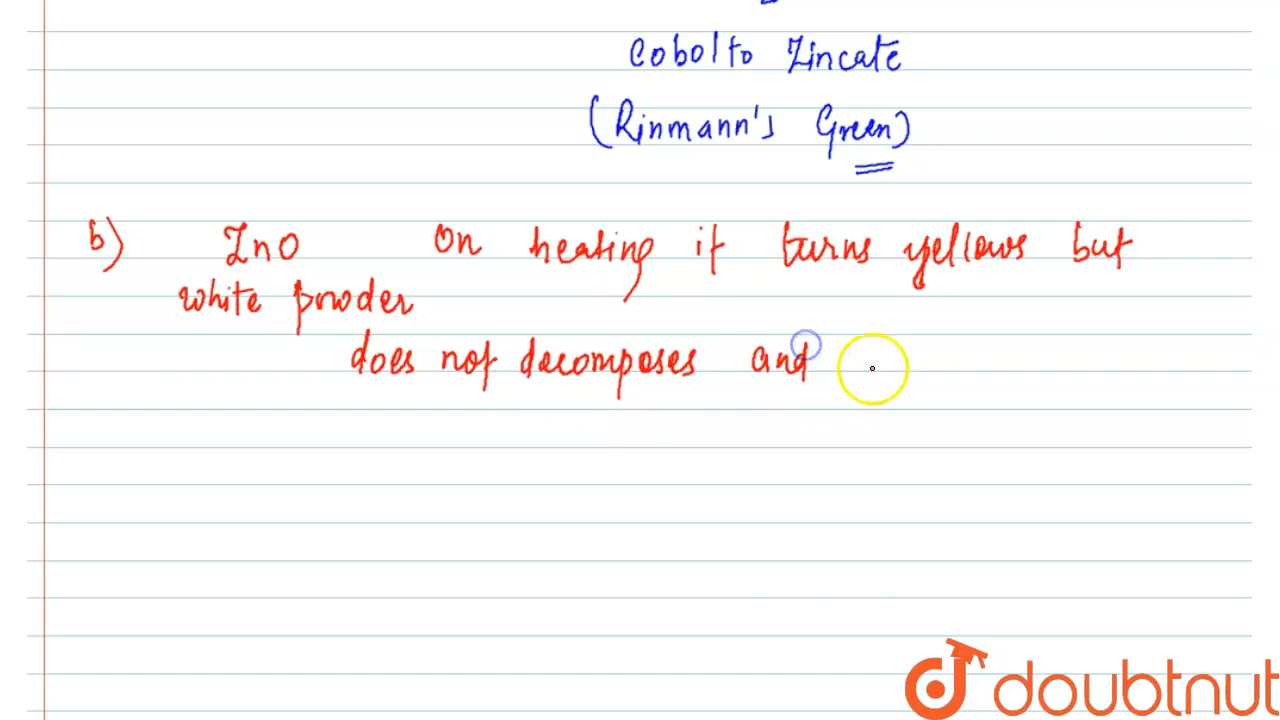 Cobolto Zincate
(Rinmann's Green)
b) ZnO On heating it turns yellows but
white powder
does not decomposes and
doubtnut